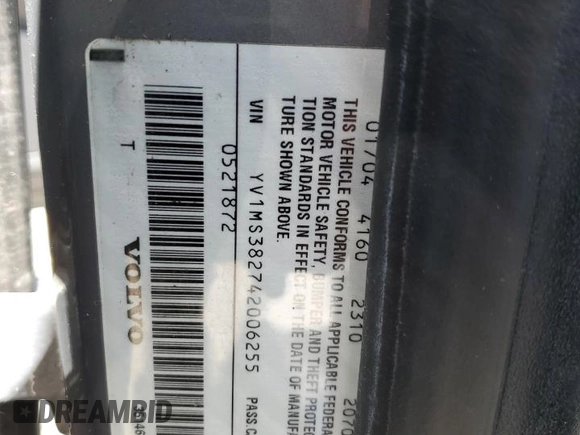 01/04 4160 2310 2070
THIS VEHICLE CONFORMS TO ALL APPLICABLE FEDERAL
MOTOR VEHICLE SAFETY, BUMPER AND THEFT PROTEC
TION STANDARDS IN EFFECT ON THE DATE OF MANUFAC
TURE SHOWN ABOVE.
VIN YV1MS382742006255 PASS.CA
0521872
T
VOLVO
DREAMBID